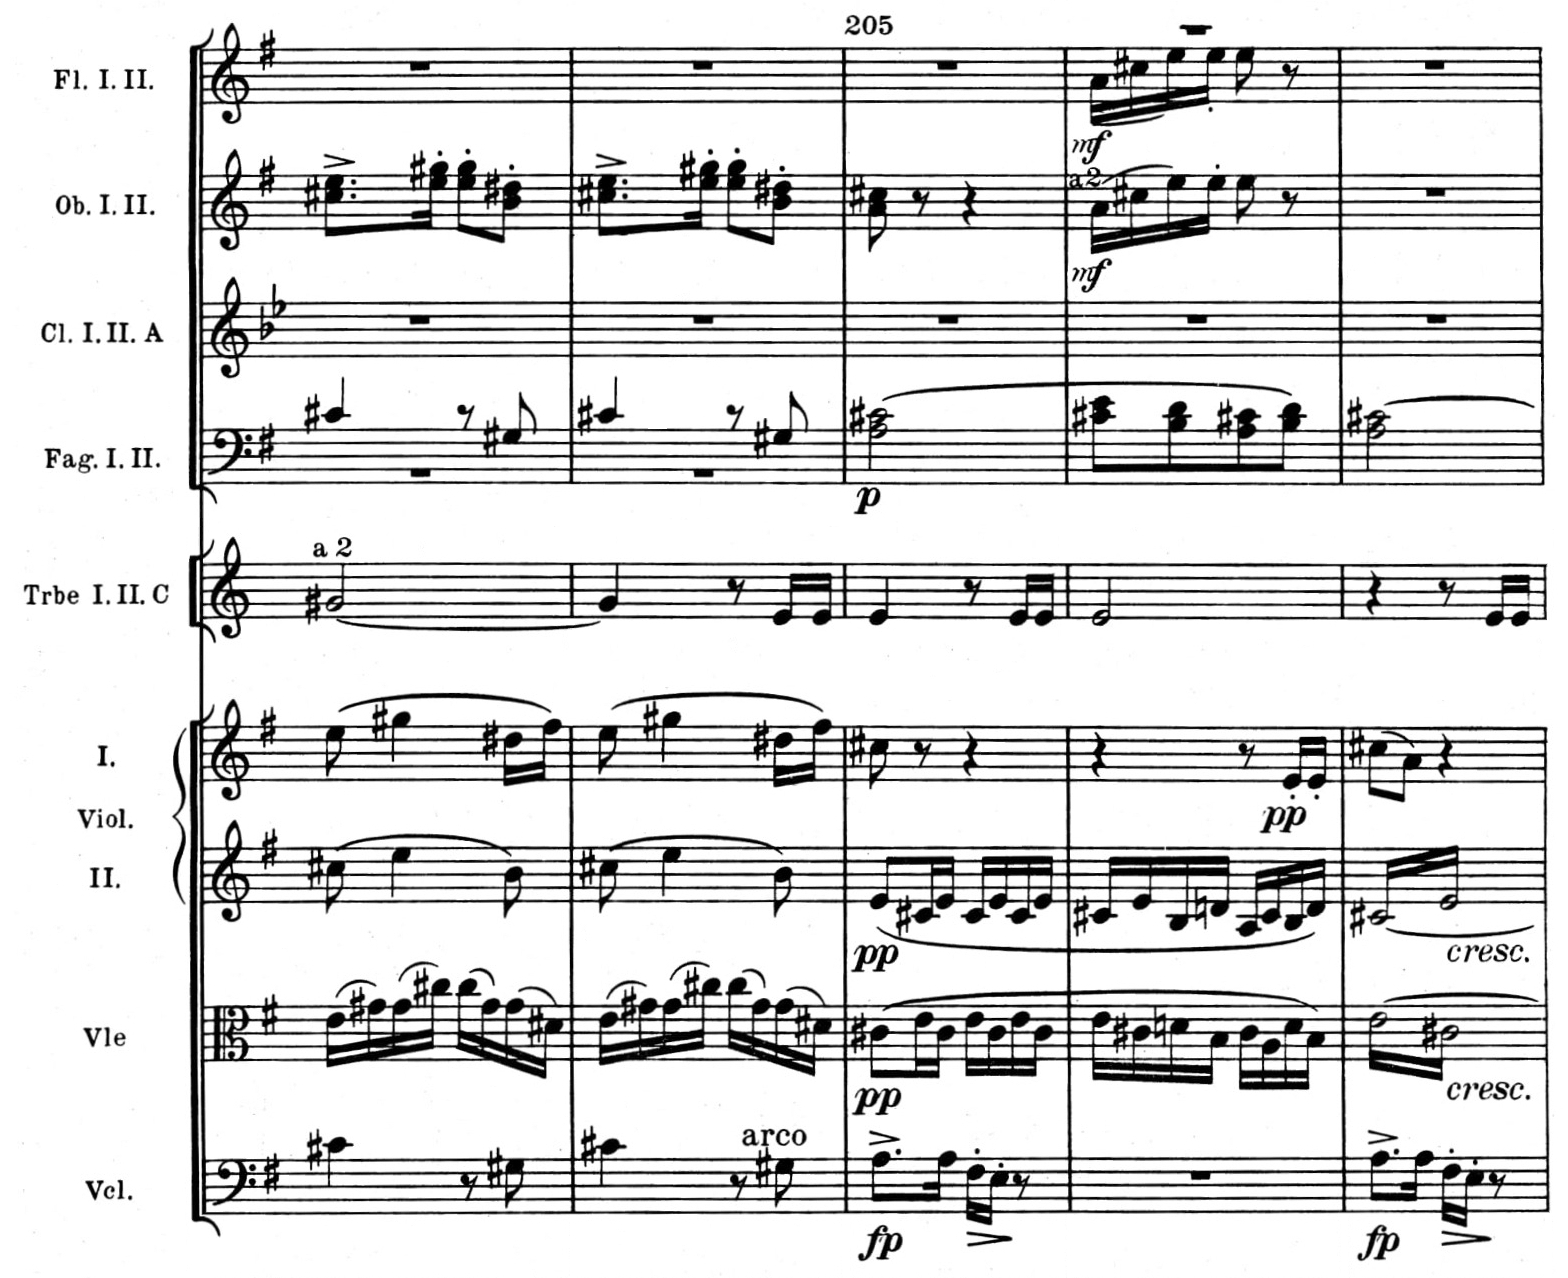 205
Fl. I. II.
mf
Ob. I. II.
a 2
mf
Cl. I. II. A
Fag. I. II.
p
a 2
Trbe I. II. C
I.
pp
Viol.
II.
pp
cresc.
Vle
pp
cresc.
arco
Vcl.
fp
fp